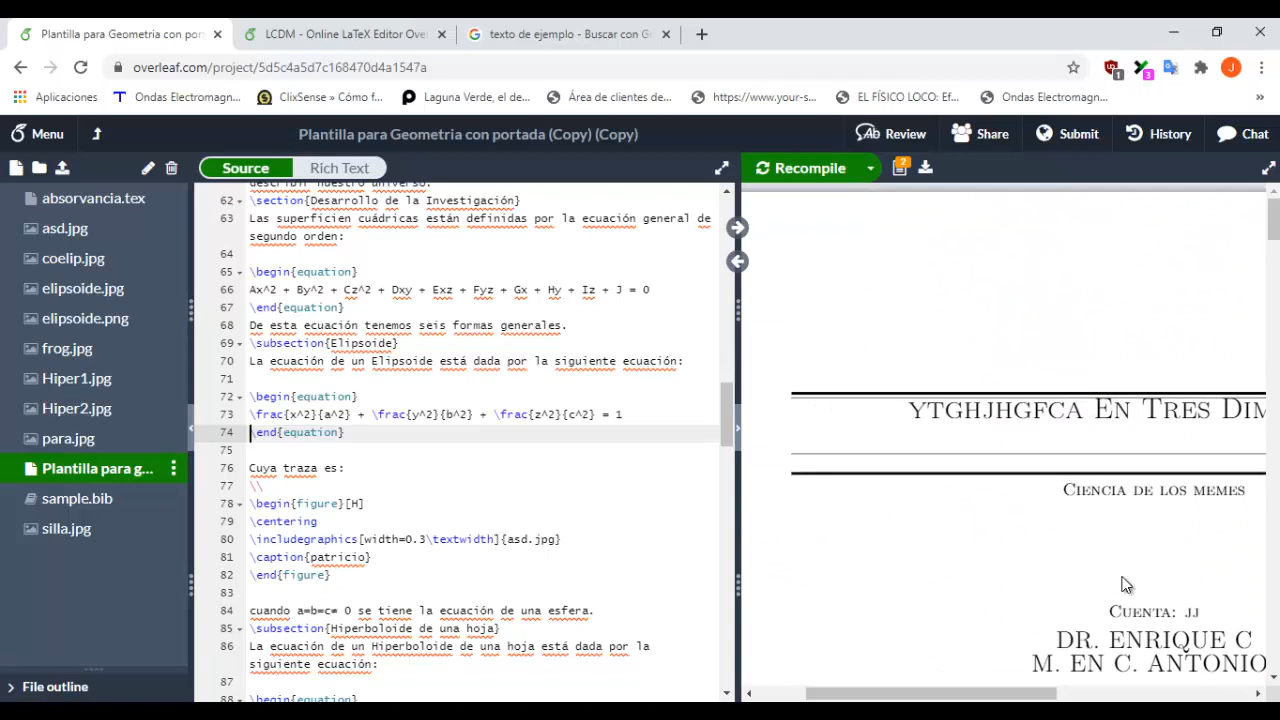 Plantilla para Geometria con por
LCDM - Online LaTeX Editor Over
texto de ejemplo - Buscar con Go
overleaf.com/project/5d5c4a5d7c168470d4a1547a
1
3
J
Aplicaciones
Ondas Electromagn...
ClixSense » Cómo f...
Laguna Verde, el de...
Área de clientes de...
https://www.your-s...
EL FÍSICO LOCO: Ef...
Ondas Electromagn...
»
Menu
Plantilla para Geometria con portada (Copy) (Copy)
Review
Share
Submit
History
Chat
Source
Rich Text
Recompile
2
absorvancia.tex
asd.jpg
coelip.jpg
elipsoide.jpg
elipsoide.png
frog.jpg
Hiper1.jpg
Hiper2.jpg
para.jpg
Plantilla para g...
sample.bib
silla.jpg
File outline
describir nuestro universo.
62 \section{Desarrollo de la Investigación}
63 Las superficien cuádricas están definidas por la ecuación general de
segundo orden:
64
65 \begin{equation}
66 Ax^2 + By^2 + Cz^2 + Dxy + Exz + Fyz + Gx + Hy + Iz + J = 0
67 \end{equation}
68 De esta ecuación tenemos seis formas generales.
69 \subsection{Elipsoide}
70 La ecuación de un Elipsoide está dada por la siguiente ecuación:
71
72 \begin{equation}
73 \frac{x^2}{a^2} + \frac{y^2}{b^2} + \frac{z^2}{c^2} = 1
74 \end{equation}
75
76 Cuya traza es:
77 \\
78 \begin{figure}[H]
79 \centering
80 \includegraphics[width=0.3\textwidth]{asd.jpg}
81 \caption{patricio}
82 \end{figure}
83
84 cuando a=b=c≠ 0 se tiene la ecuación de una esfera.
85 \subsection{Hiperboloide de una hoja}
86 La ecuación de un Hiperboloide de una hoja está dada por la
siguiente ecuación:
87
88 \begin{equation}
YTGHJHGFCA En Tres Dim
Ciencia de los memes
Cuenta: jj
DR. ENRIQUE C
M. EN C. ANTONIO